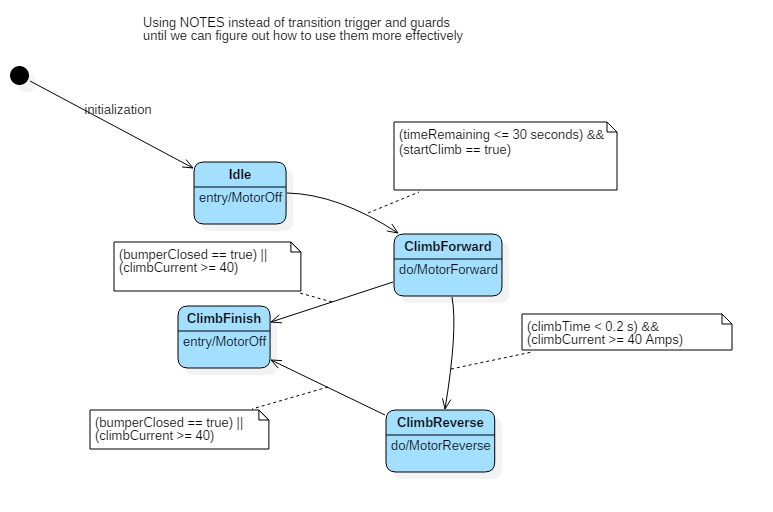 Using NOTES instead of transition trigger and guards
until we can figure out how to use them more effectively
initialization
(timeRemaining <= 30 seconds) &&
(startClimb == true)
Idle
entry/MotorOff
ClimbForward
do/MotorForward
(bumperClosed == true) ||
(climbCurrent >= 40)
ClimbFinish
entry/MotorOff
(climbTime < 0.2 s) &&
(climbCurrent >= 40 Amps)
(bumperClosed == true) ||
(climbCurrent >= 40)
ClimbReverse
do/MotorReverse